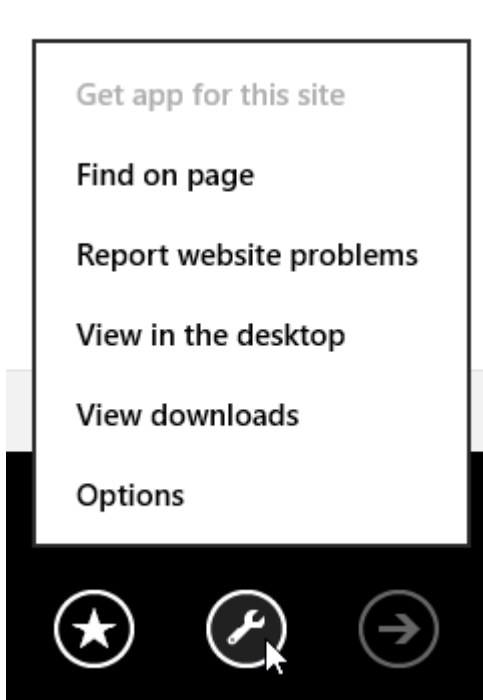 Get app for this site
Find on page
Report website problems
View in the desktop
View downloads
Options